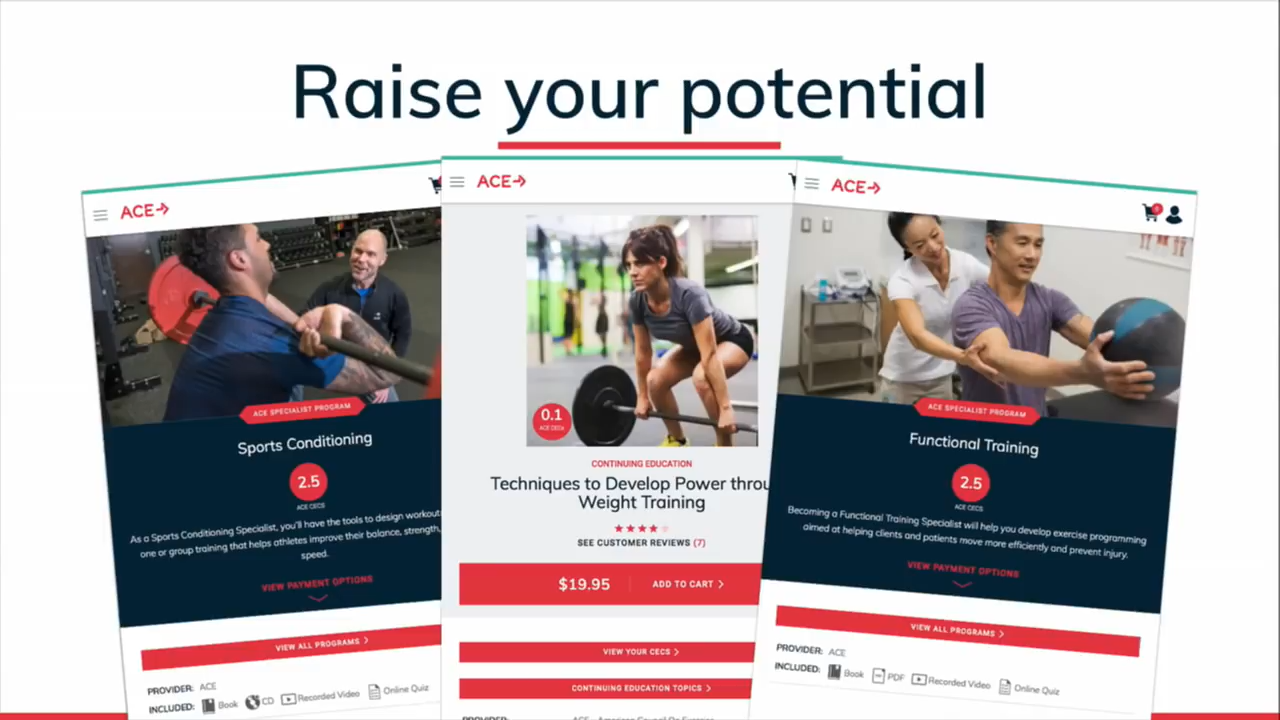 Raise your potential
ACE
ACE SPECIALIST PROGRAM
Sports Conditioning
2.5
ACE CECS
As a Sports Conditioning Specialist, you'll have the tools to design workout
one or group training that helps athletes improve their balance, strength,
speed.
VIEW PAYMENT OPTIONS
VIEW ALL PROGRAMS
PROVIDER: ACE
INCLUDED: Book CD Recorded Video Online Quiz
ACE
0.1
ACE CECs
CONTINUING EDUCATION
Techniques to Develop Power throu
Weight Training
SEE CUSTOMER REVIEWS (7)
$19.95 ADD TO CART
VIEW YOUR CECS
CONTINUING EDUCATION TOPICS
ACE
ACE SPECIALIST PROGRAM
Functional Training
2.5
ACE CECS
Becoming a Functional Training Specialist will help you develop exercise programming
aimed at helping clients and patients move more efficiently and prevent injury.
VIEW PAYMENT OPTIONS
VIEW ALL PROGRAMS
PROVIDER: ACE
INCLUDED: Book PDF Recorded Video Online Quiz